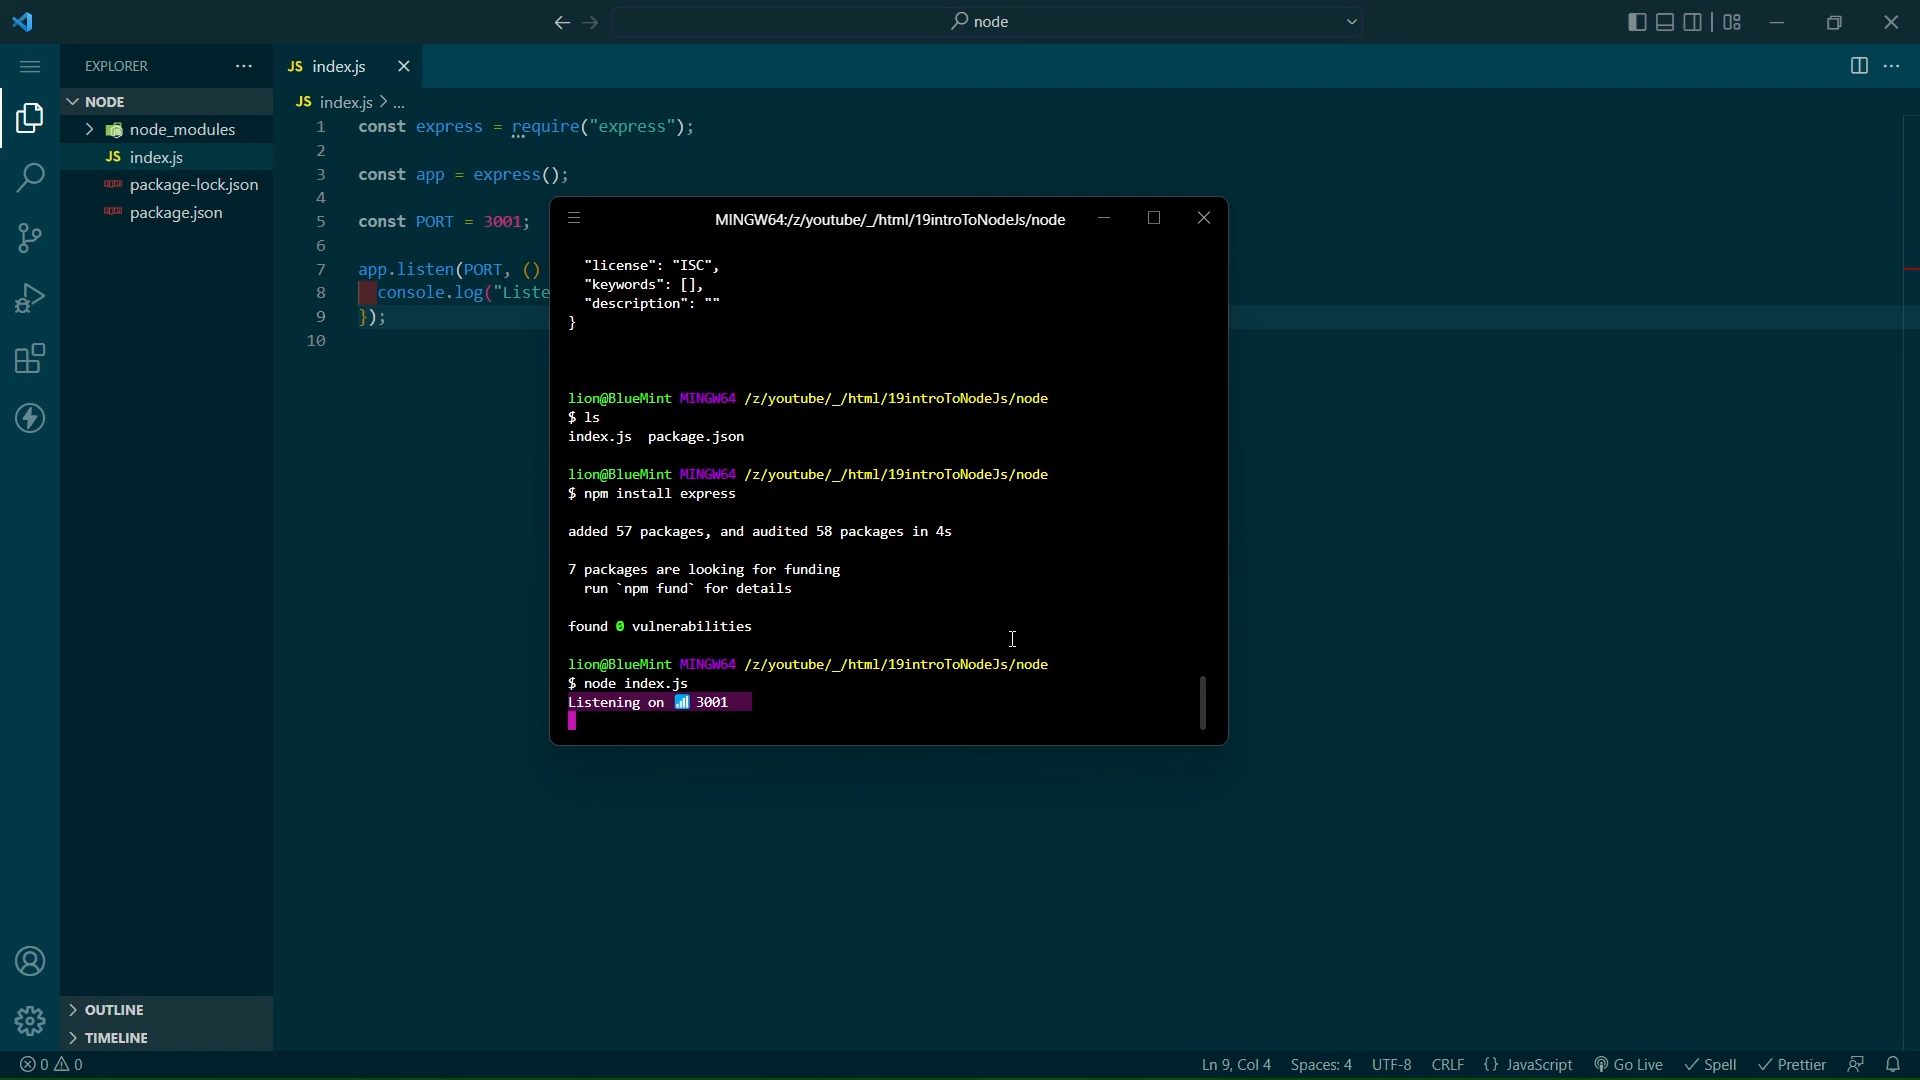 node
EXPLORER
JS index.js
NODE
JS index.js > ...
node_modules
JS index.js
package-lock.json
package.json
1 const express = require("express");
2
3 const app = express();
4
5 const PORT = 3001;
6
7 app.listen(PORT, ()
8 console.log("Liste
9 });
10
MINGW64:/z/youtube/_/html/19introToNodeJs/node
"license": "ISC",
"keywords": [],
"description": ""
}
lion@BlueMint MINGW64 /z/youtube/_/html/19introToNodeJs/node
$ ls
index.js package.json
lion@BlueMint MINGW64 /z/youtube/_/html/19introToNodeJs/node
$ npm install express
added 57 packages, and audited 58 packages in 4s
7 packages are looking for funding
run `npm fund` for details
found 0 vulnerabilities
lion@BlueMint MINGW64 /z/youtube/_/html/19introToNodeJs/node
$ node index.js
Listening on 📶 3001
OUTLINE
TIMELINE
0 0
Ln 9, Col 4 Spaces: 4 UTF-8 CRLF {} JavaScript Go Live Spell Prettier